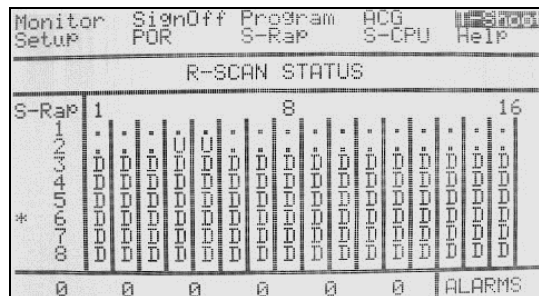 Monitor SignOff Program ACG T-Shoot
Setup POR S-Rap S-CPU Help
R-SCAN STATUS
S-Rap 1 8 16
1 . . . . . . . . . . . . . . . .
2 . . . U U . . . . . . . . . . .
3 D D D D D D D D D D D D D D D D
4 D D D D D D D D D D D D D D D D
5 D D D D D D D D D D D D D D D D
* 6 D D D D D D D D D D D D D D D D
7 D D D D D D D D D D D D D D D D
8 D D D D D D D D D D D D D D D D
0 0 0 0 0 0 ALARMS